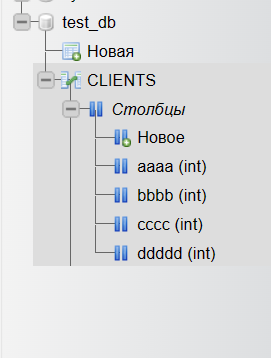 test_db
Новая
CLIENTS
Столбцы
Новое
aaaa (int)
bbbb (int)
cccc (int)
ddddd (int)